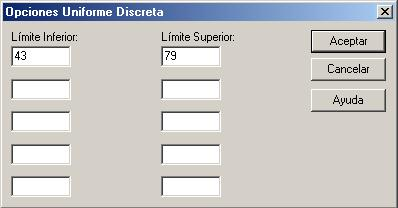 Opciones Uniforme Discreta
Límite Inferior: Límite Superior:
43 79
Aceptar
Cancelar
Ayuda